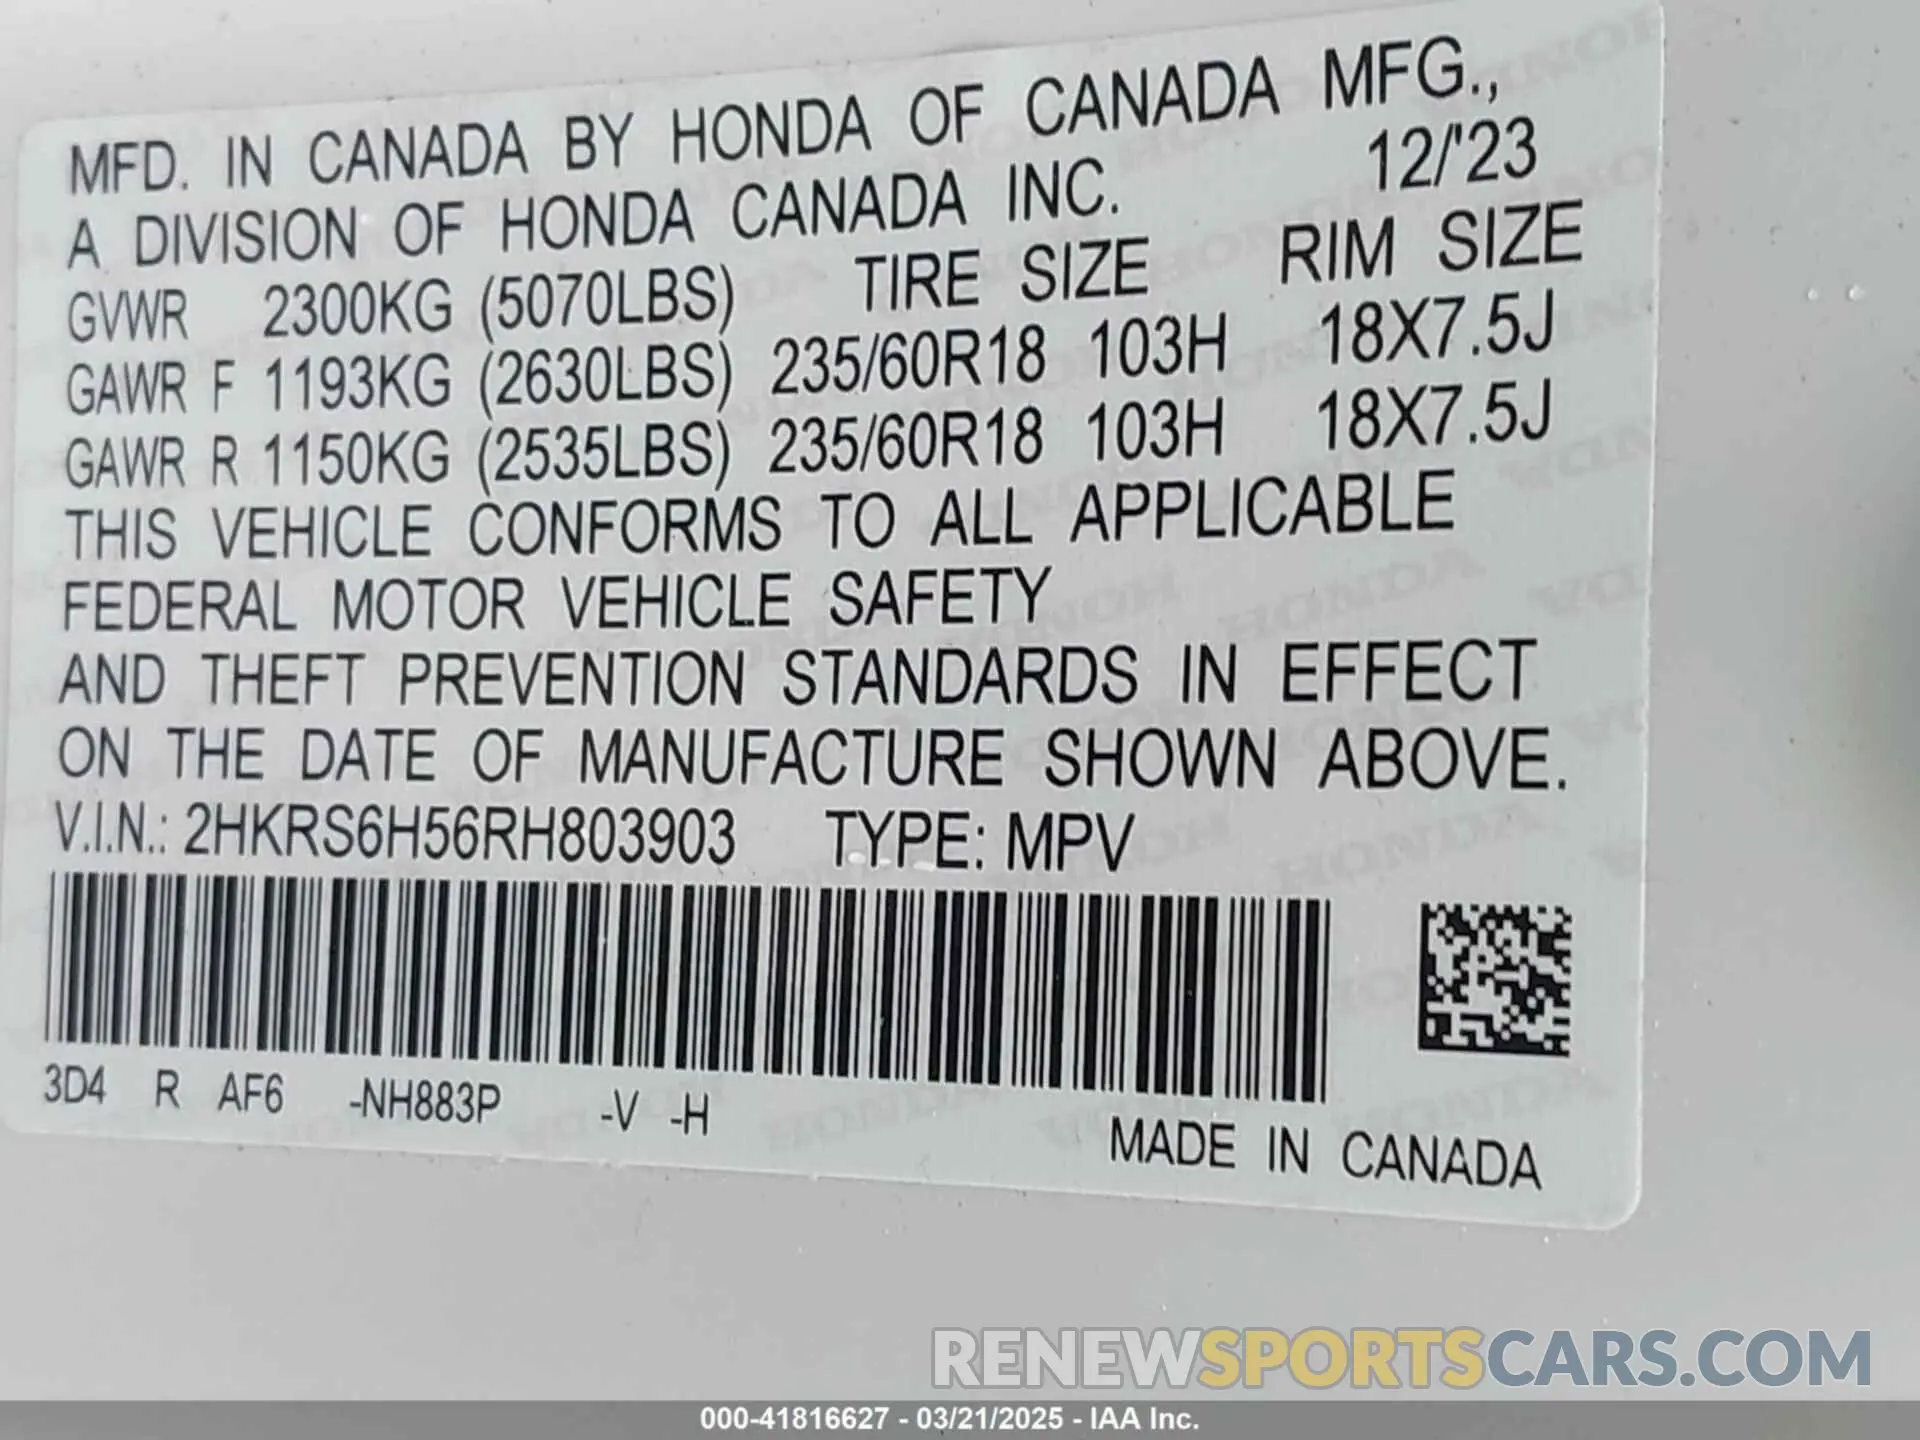 MFD. IN CANADA BY HONDA OF CANADA MFG.,
A DIVISION OF HONDA CANADA INC. 12/'23
GVWR 2300KG (5070LBS) TIRE SIZE RIM SIZE
GAWR F 1193KG (2630LBS) 235/60R18 103H 18X7.5J
GAWR R 1150KG (2535LBS) 235/60R18 103H 18X7.5J
THIS VEHICLE CONFORMS TO ALL APPLICABLE
FEDERAL MOTOR VEHICLE SAFETY
AND THEFT PREVENTION STANDARDS IN EFFECT
ON THE DATE OF MANUFACTURE SHOWN ABOVE.
V.I.N.: 2HKRS6H56RH803903 TYPE: MPV
3D4 R AF6 -NH883P -V -H
MADE IN CANADA
RENEWSPORTSCARS.COM
000-41816627 - 03/21/2025 - IAA Inc.